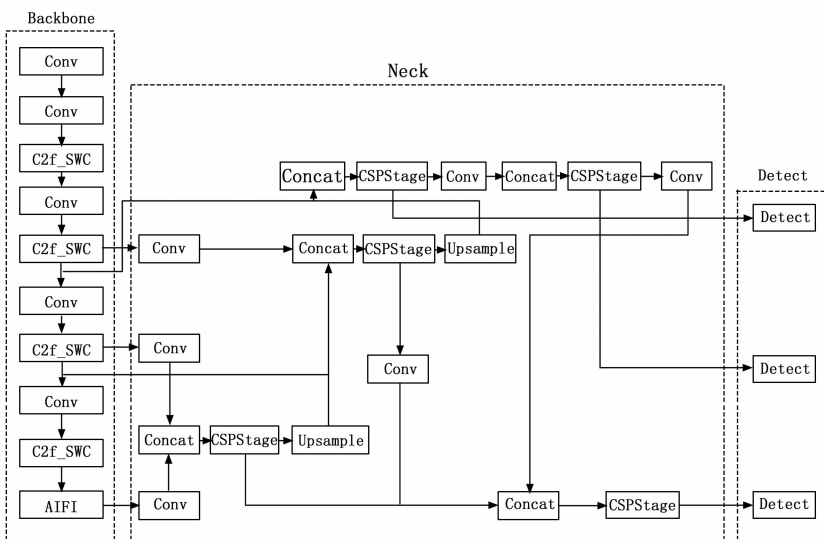 Backbone
Conv
Conv
C2f_SWC
Conv
C2f_SWC
Conv
C2f_SWC
Conv
C2f_SWC
AIFI
Neck
Concat
CSPStage
Conv
Concat
CSPStage
Conv
Conv
Concat
CSPStage
Upsample
Conv
Conv
Concat
CSPStage
Upsample
Conv
Concat
CSPStage
Detect
Detect
Detect
Detect